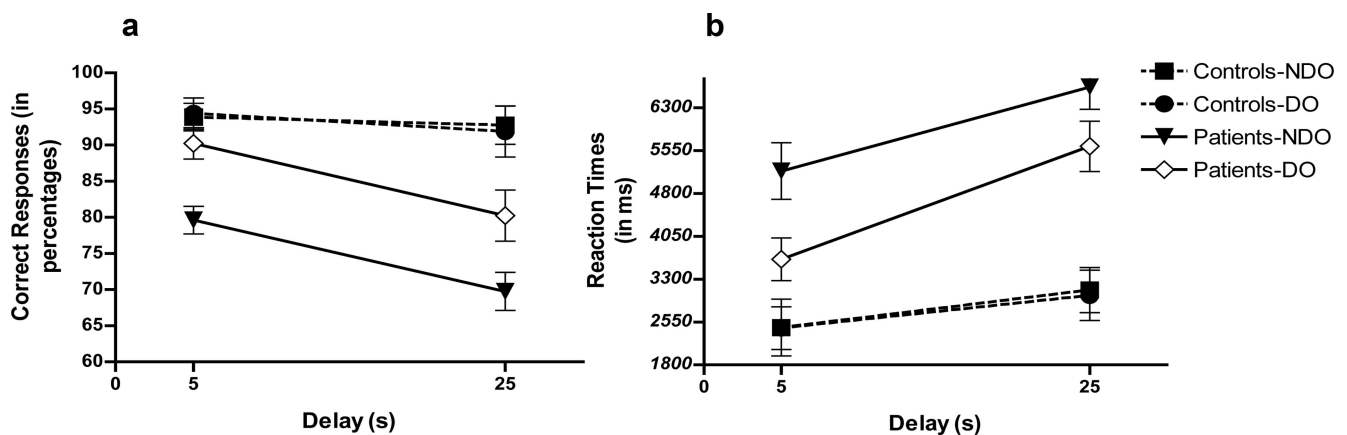 a
Correct Responses (in
percentages)
100
95
90
85
80
75
70
65
60
0
5
25
Delay (s)
b
Reaction Times
(in ms)
6300
5550
4800
4050
3300
2550
1800
0
5
25
Delay (s)
Controls-NDO
Controls-DO
Patients-NDO
Patients-DO